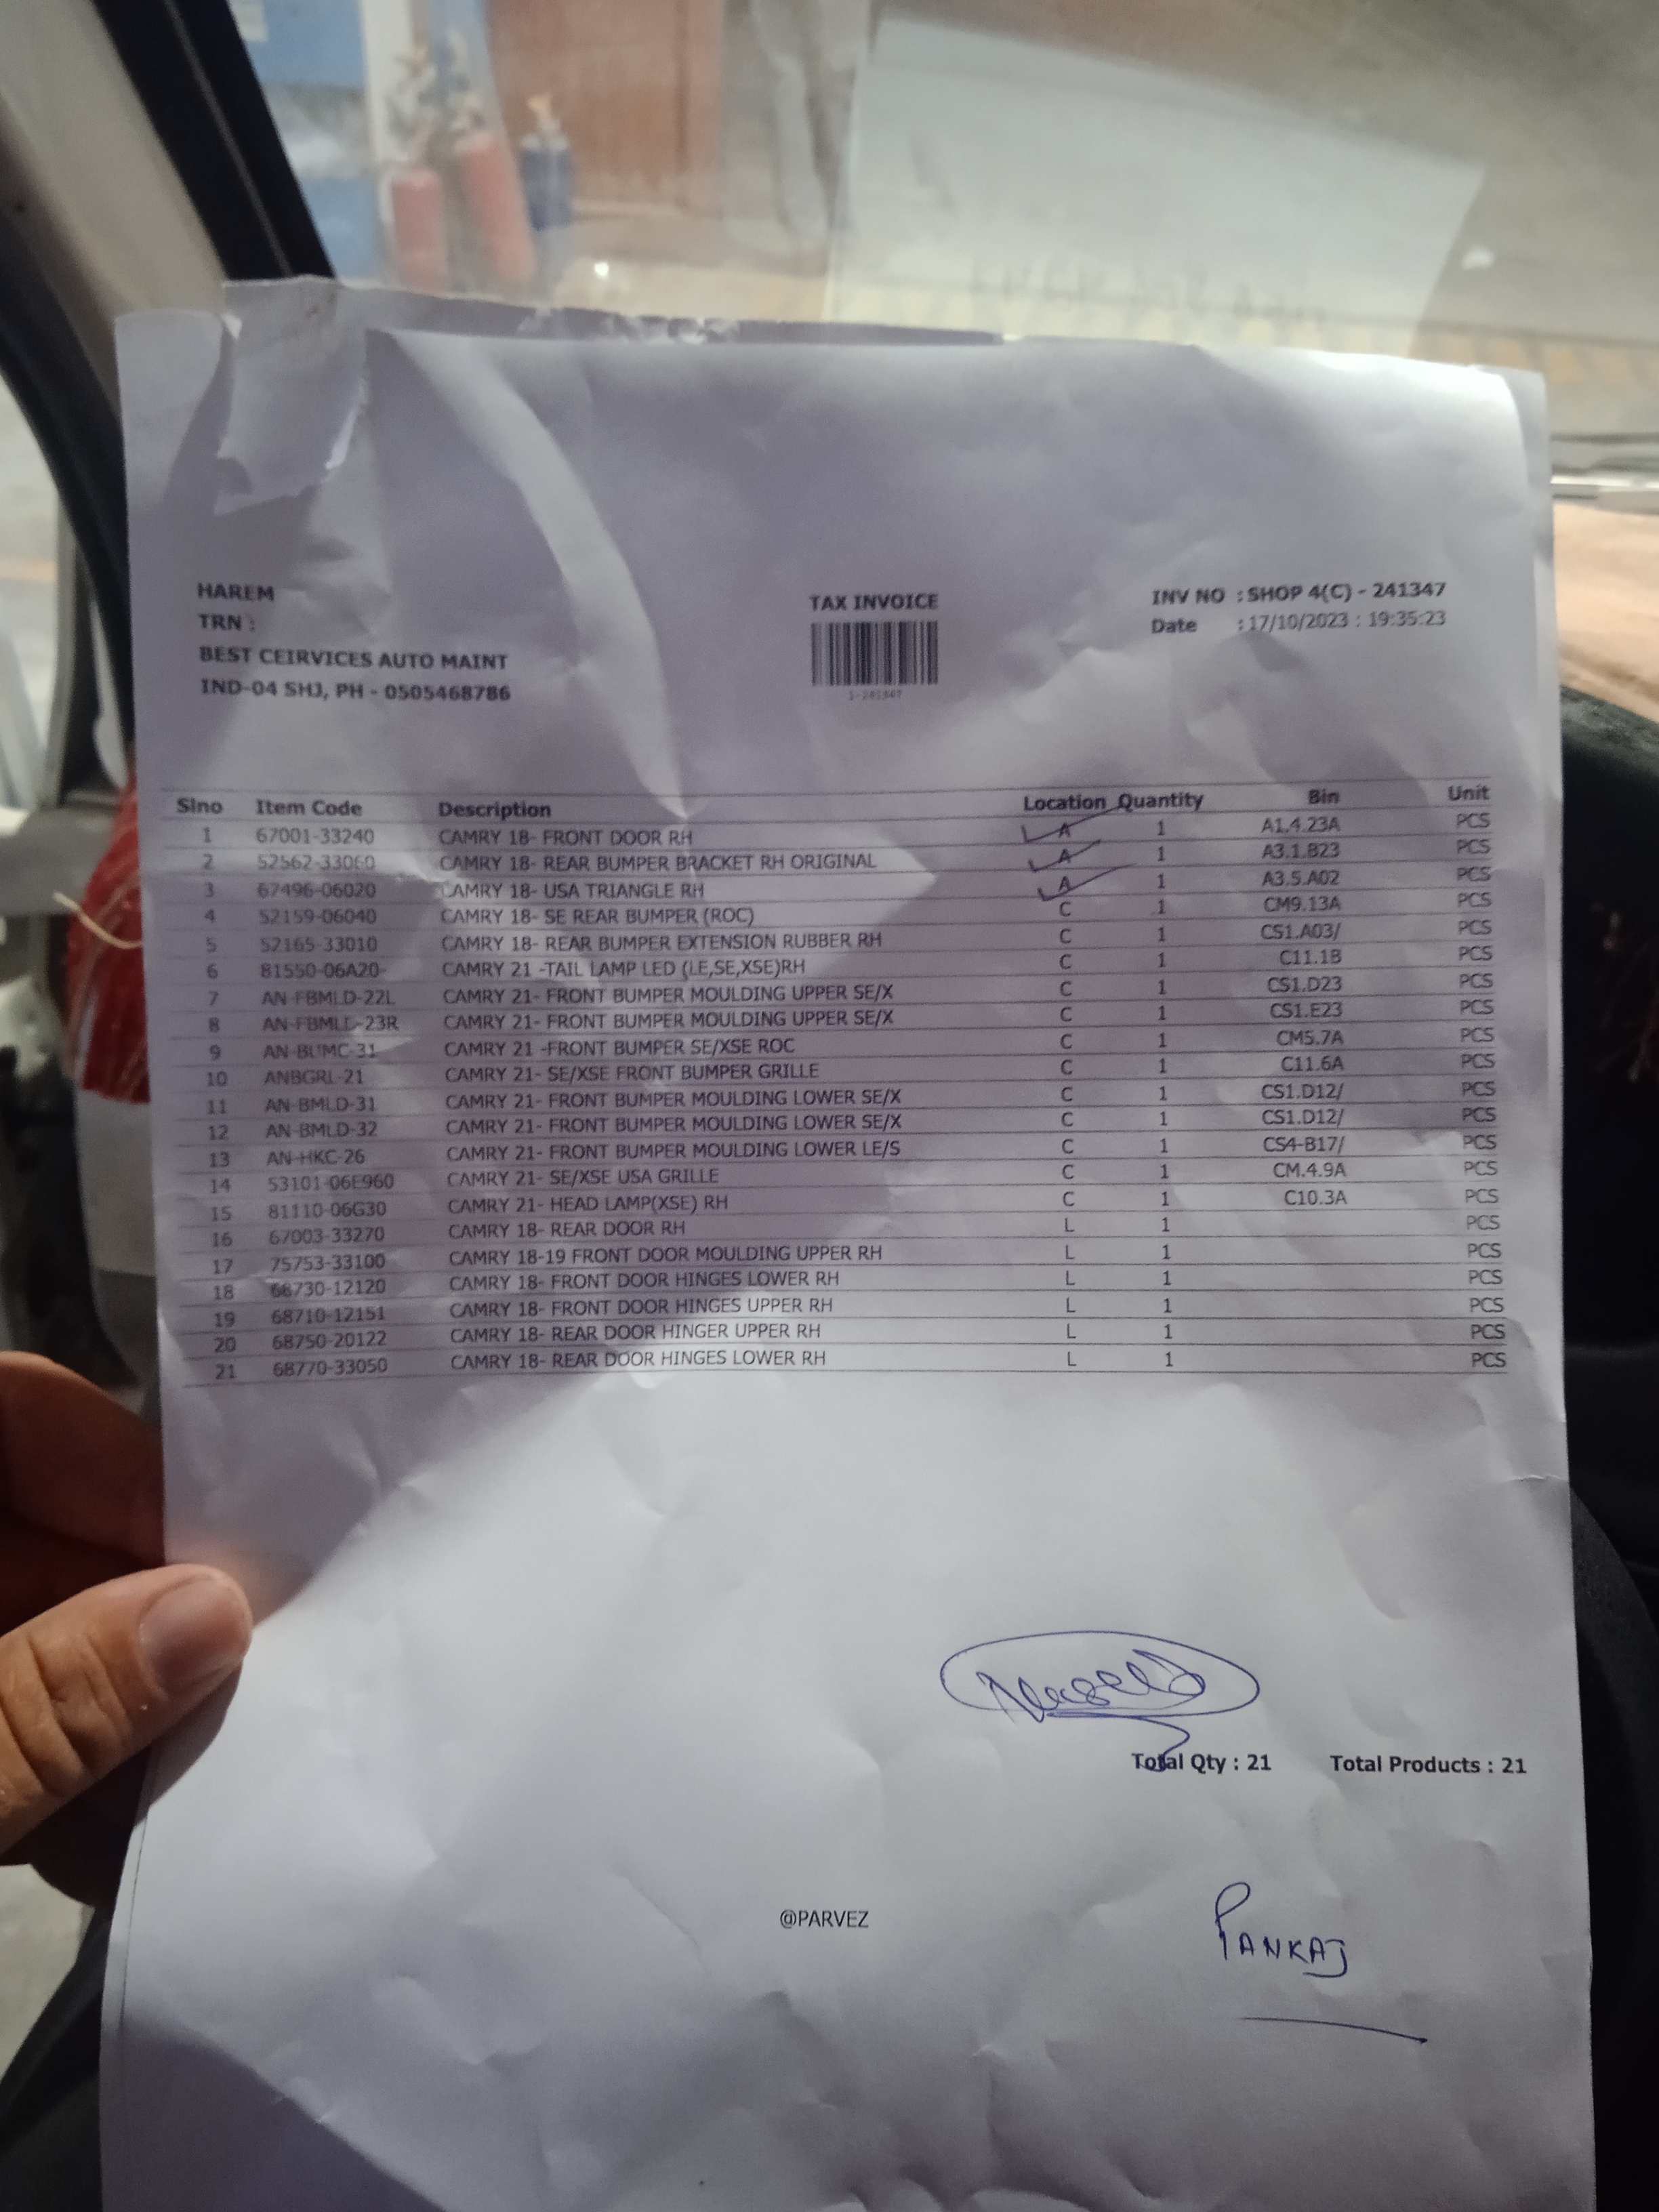 HAREM
TRN :
BEST CEIRVICES AUTO MAINT
IND-04 SHJ, PH - 0505468786
TAX INVOICE
1-241347
INV NO : SHOP 4(C) - 241347
Date : 17/10/2023 : 19:35:23
Slno Item Code Description Location Quantity Bin Unit
1 67001-33240 CAMRY 18- FRONT DOOR RH A 1 A1.4.23A PCS
2 52562-33060 CAMRY 18- REAR BUMPER BRACKET RH ORIGINAL A 1 A3.1.B23 PCS
3 67496-06020 CAMRY 18- USA TRIANGLE RH A 1 A3.5.A02 PCS
4 52159-06040 CAMRY 18- SE REAR BUMPER (ROC) C 1 CM9.13A PCS
5 52165-33010 CAMRY 18- REAR BUMPER EXTENSION RUBBER RH C 1 CS1.A03/ PCS
6 81550-06A20- CAMRY 21 -TAIL LAMP LED (LE,SE,XSE)RH C 1 C11.1B PCS
7 AN-FBMLD-22L CAMRY 21- FRONT BUMPER MOULDING UPPER SE/X C 1 CS1.D23 PCS
8 AN-FBMLD-23R CAMRY 21- FRONT BUMPER MOULDING UPPER SE/X C 1 CS1.E23 PCS
9 AN-BUMC-31 CAMRY 21 -FRONT BUMPER SE/XSE ROC C 1 CM5.7A PCS
10 ANBGRL-21 CAMRY 21- SE/XSE FRONT BUMPER GRILLE C 1 C11.6A PCS
11 AN-BMLD-31 CAMRY 21- FRONT BUMPER MOULDING LOWER SE/X C 1 CS1.D12/ PCS
12 AN-BMLD-32 CAMRY 21- FRONT BUMPER MOULDING LOWER SE/X C 1 CS1.D12/ PCS
13 AN-HKC-26 CAMRY 21- FRONT BUMPER MOULDING LOWER LE/S C 1 CS4-B17/ PCS
14 53101-06E960 CAMRY 21- SE/XSE USA GRILLE C 1 CM.4.9A PCS
15 81110-06G30 CAMRY 21- HEAD LAMP(XSE) RH C 1 C10.3A PCS
16 67003-33270 CAMRY 18- REAR DOOR RH L 1 PCS
17 75753-33100 CAMRY 18-19 FRONT DOOR MOULDING UPPER RH L 1 PCS
18 68730-12120 CAMRY 18- FRONT DOOR HINGES LOWER RH L 1 PCS
19 68710-12151 CAMRY 18- FRONT DOOR HINGES UPPER RH L 1 PCS
20 68750-20122 CAMRY 18- REAR DOOR HINGER UPPER RH L 1 PCS
21 68770-33050 CAMRY 18- REAR DOOR HINGES LOWER RH L 1 PCS
Total Qty : 21 Total Products : 21
@PARVEZ
PANKAJ